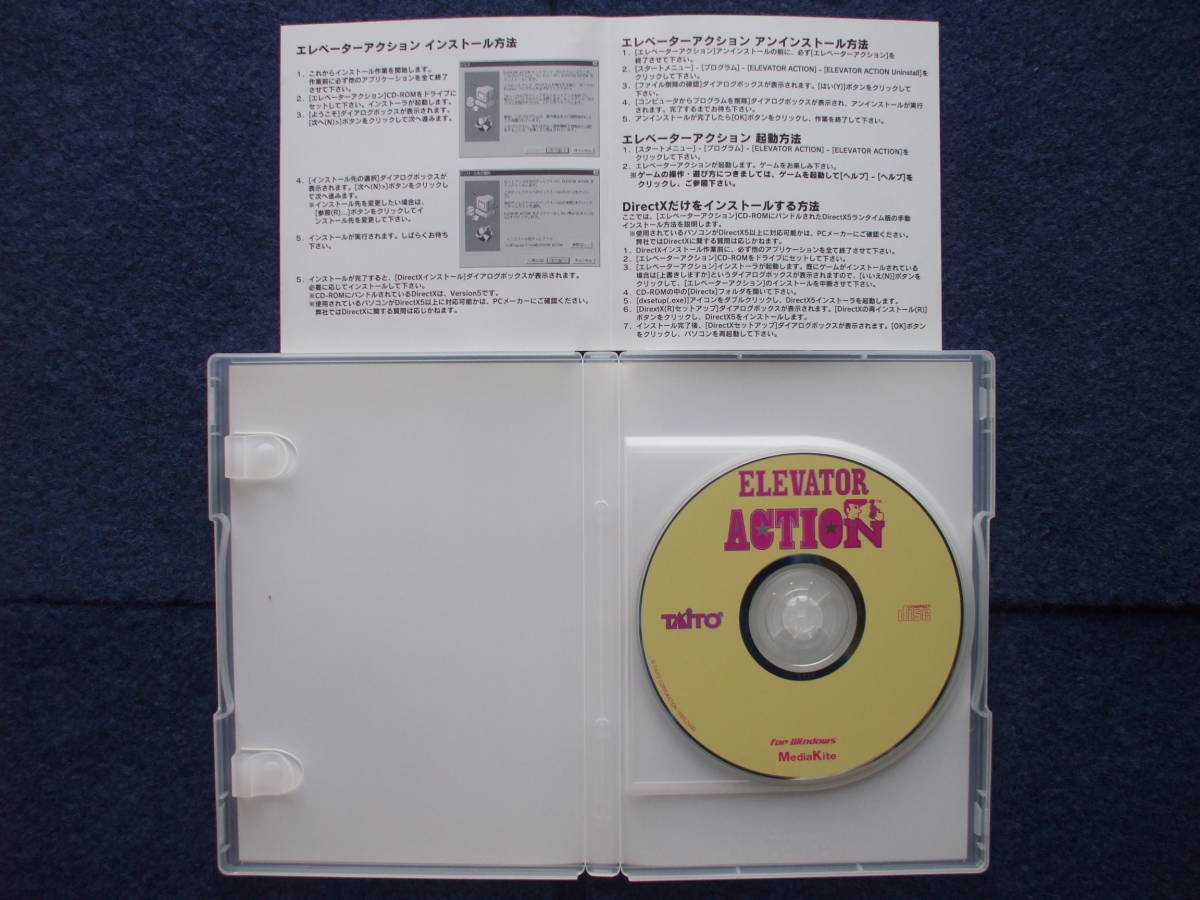 エレベーターアクション インストール方法
1. これからインストール作業を開始します。
作業前に必ず他のアプリケーションを全て終了
させて下さい。
2. [エレベーターアクション]CD-ROMをドライブに
セットして下さい。インストーラが起動します。
3. [ようこそ]ダイアログボックスが表示されます。
[次へ(N)>]ボタンをクリックして次へ進みます。
4. [インストール先の選択]ダイアログボックスが
表示されます。[次へ(N)>]ボタンをクリックし
て次へ進みます。
※インストール先を変更したい場合は、
[参照(R)...]ボタンをクリックしてイ
ンストール先を変更して下さい。
5. インストールが実行されます。しばらくお待ち
下さい。
5. インストールが完了すると、[DirectXインストール]ダイアログボックスが表示されます。
必要に応じてインストールして下さい。
※CD-ROMにバンドルされているDirectXは、Version5です。
※使用されているパソコンがDirectX5以上に対応可能かは、PCメーカーにご確認ください。
弊社ではDirectXに関する質問は応じかねます。
エレベーターアクション アンインストール方法
1. [エレベーターアクション]アンインストールの前に、必ず[エレベーターアクション]を
終了させて下さい。
2. [スタートメニュー] - [プログラム] - [ELEVATOR ACTION] - [ELEVATOR ACTION Uninstall]を
クリックして下さい。
3. [ファイル削除の確認]ダイアログボックスが表示されます。[はい(Y)]ボタンをクリックして
下さい。
4. [コンピュータからプログラムを削除]ダイアログボックスが表示され、アンインストールが実行
されます。完了するまでお待ち下さい。
5. アンインストールが完了したら[OK]ボタンをクリックし、作業を終了して下さい。
エレベーターアクション 起動方法
1. [スタートメニュー] - [プログラム] - [ELEVATOR ACTION] - [ELEVATOR ACTION]を
クリックして下さい。
2. エレベーターアクションが起動します。ゲームをお楽しみ下さい。
※ゲームの操作・遊び方につきましては、ゲームを起動して[ヘルプ] - [ヘルプ]を
クリックし、ご参照下さい。
DirectXだけをインストールする方法
ここでは、[エレベーターアクション]CD-ROMにバンドルされたDirectX5ランタイム版の手動
インストール方法を説明します。
※使用されているパソコンがDirectX5以上に対応可能かは、PCメーカーにご確認ください。
弊社ではDirectXに関する質問は応じかねます。
1. DirectXインストール作業前に、必ず他のアプリケーションを全て終了させて下さい。
2. [エレベーターアクション]CD-ROMをドライブにセットして下さい。
3. [エレベーターアクション]インストーラが起動します。既にゲームがインストールされている
場合は[上書きしますか]というダイアログボックスが表示されますので、[いいえ(N)]ボタンを
クリックして、[エレベーターアクション]のインストールを中断させて下さい。
4. CD-ROMの中の[Directx]フォルダを開いて下さい。
5. [dxsetup(.exe)]アイコンをダブルクリックし、DirectX5インストーラを起動します。
6. [DirextX(R)セットアップ]ダイアログボックスが表示されます。[DirectXの再インストール(R)]
ボタンをクリックし、DirectX5をインストールします。
7. インストール完了後、[DirectXセットアップ]ダイアログボックスが表示されます。[OK]ボタン
をクリックし、パソコンを再起動して下さい。
ELEVATOR
ACTION
TAITO
COMPACT
disc
for Windows
MediaKite